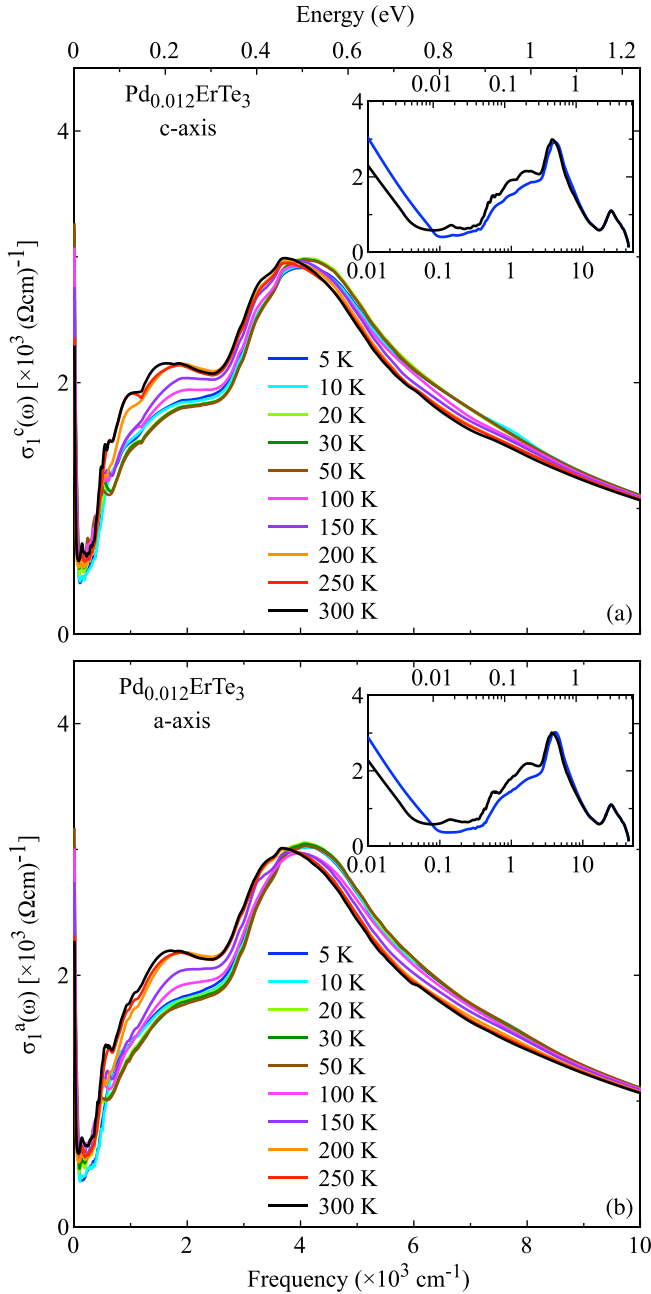 Energy (eV)
0 0.2 0.4 0.6 0.8 1 1.2
Pd0.012ErTe3
c-axis
0.01 0.1 1
4
2
0
0.01 0.1 1 10
4
2
0
σ1c(ω) [×103 (Ωcm)-1]
5 K
10 K
20 K
30 K
50 K
100 K
150 K
200 K
250 K
300 K
(a)
Pd0.012ErTe3
a-axis
0.01 0.1 1
4
2
0
0.01 0.1 1 10
4
2
0
σ1a(ω) [×103 (Ωcm)-1]
5 K
10 K
20 K
30 K
50 K
100 K
150 K
200 K
250 K
300 K
(b)
0 2 4 6 8 10
Frequency (×103 cm-1)